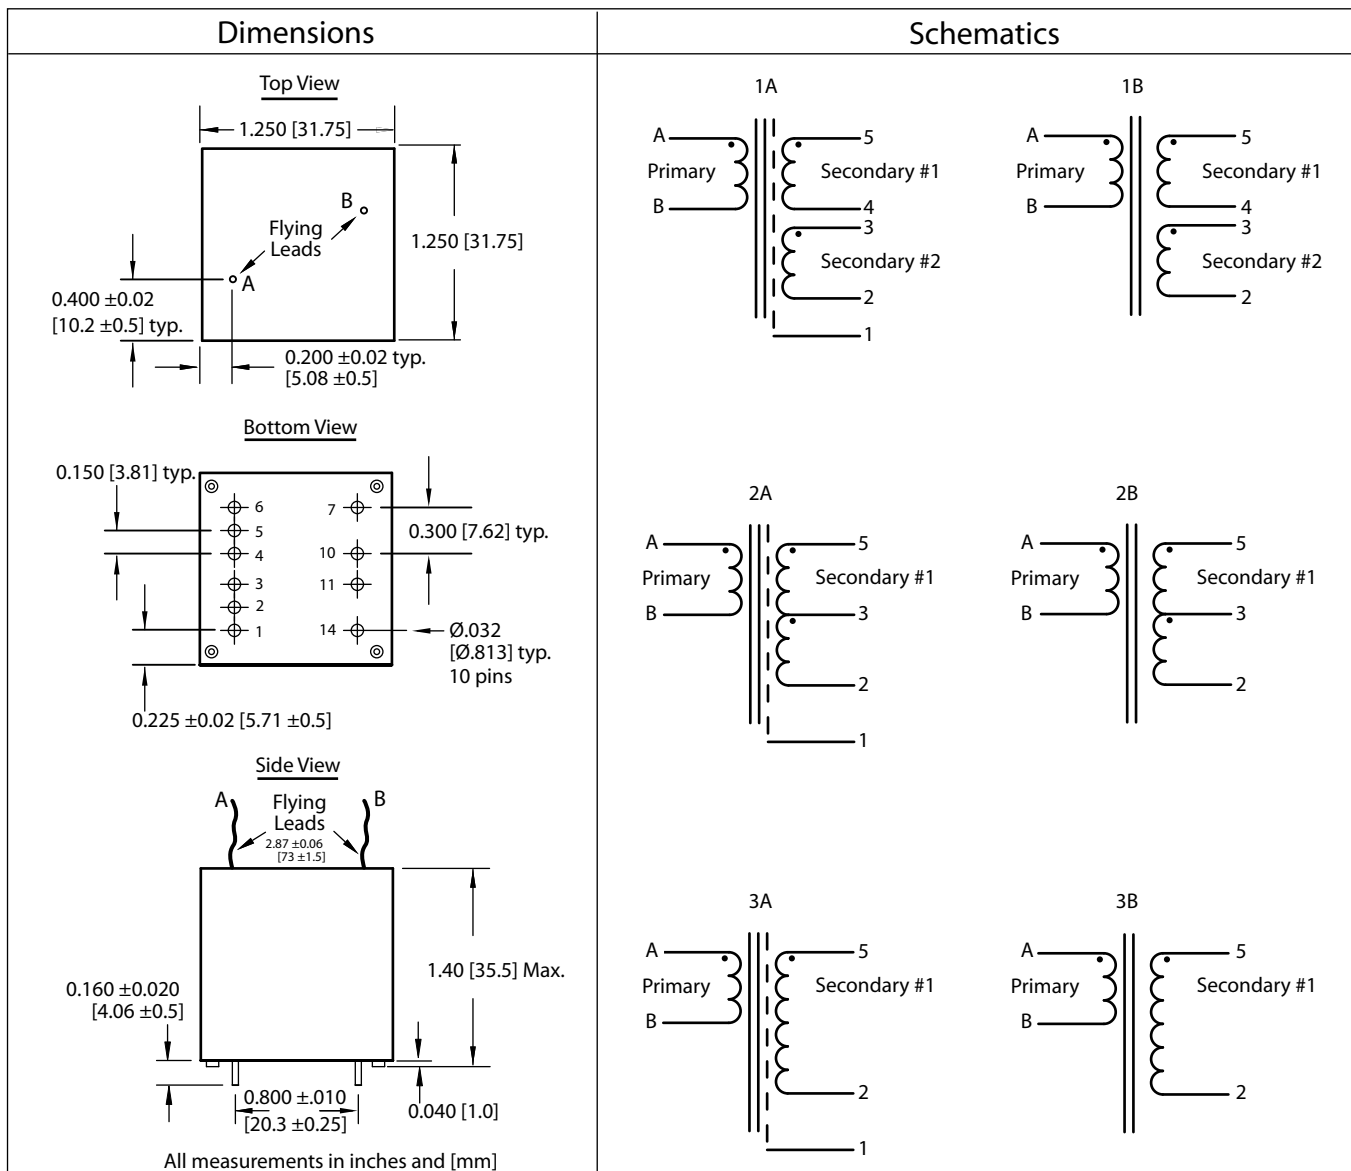 Dimensions
Schematics
Top View
1.250 [31.75]
B
Flying
Leads
1.250 [31.75]
A
0.400 ±0.02
[10.2 ±0.5] typ.
0.200 ±0.02 typ.
[5.08 ±0.5]
Bottom View
0.150 [3.81] typ.
6
7
5
0.300 [7.62] typ.
4
10
3
11
2
1
14
Ø.032
[Ø.813] typ.
10 pins
0.225 ±0.02 [5.71 ±0.5]
Side View
A
Flying
Leads
B
2.87 ±0.06
[73 ±1.5]
1.40 [35.5] Max.
0.160 ±0.020
[4.06 ±0.5]
0.800 ±.010
[20.3 ±0.25]
0.040 [1.0]
All measurements in inches and [mm]
1A
A
5
Primary
Secondary #1
B
4
3
Secondary #2
2
1
1B
A
5
Primary
Secondary #1
B
4
3
Secondary #2
2
2A
A
5
Primary
Secondary #1
B
3
2
1
2B
A
5
Primary
Secondary #1
B
3
2
3A
A
5
Primary
Secondary #1
B
2
1
3B
A
5
Primary
Secondary #1
B
2